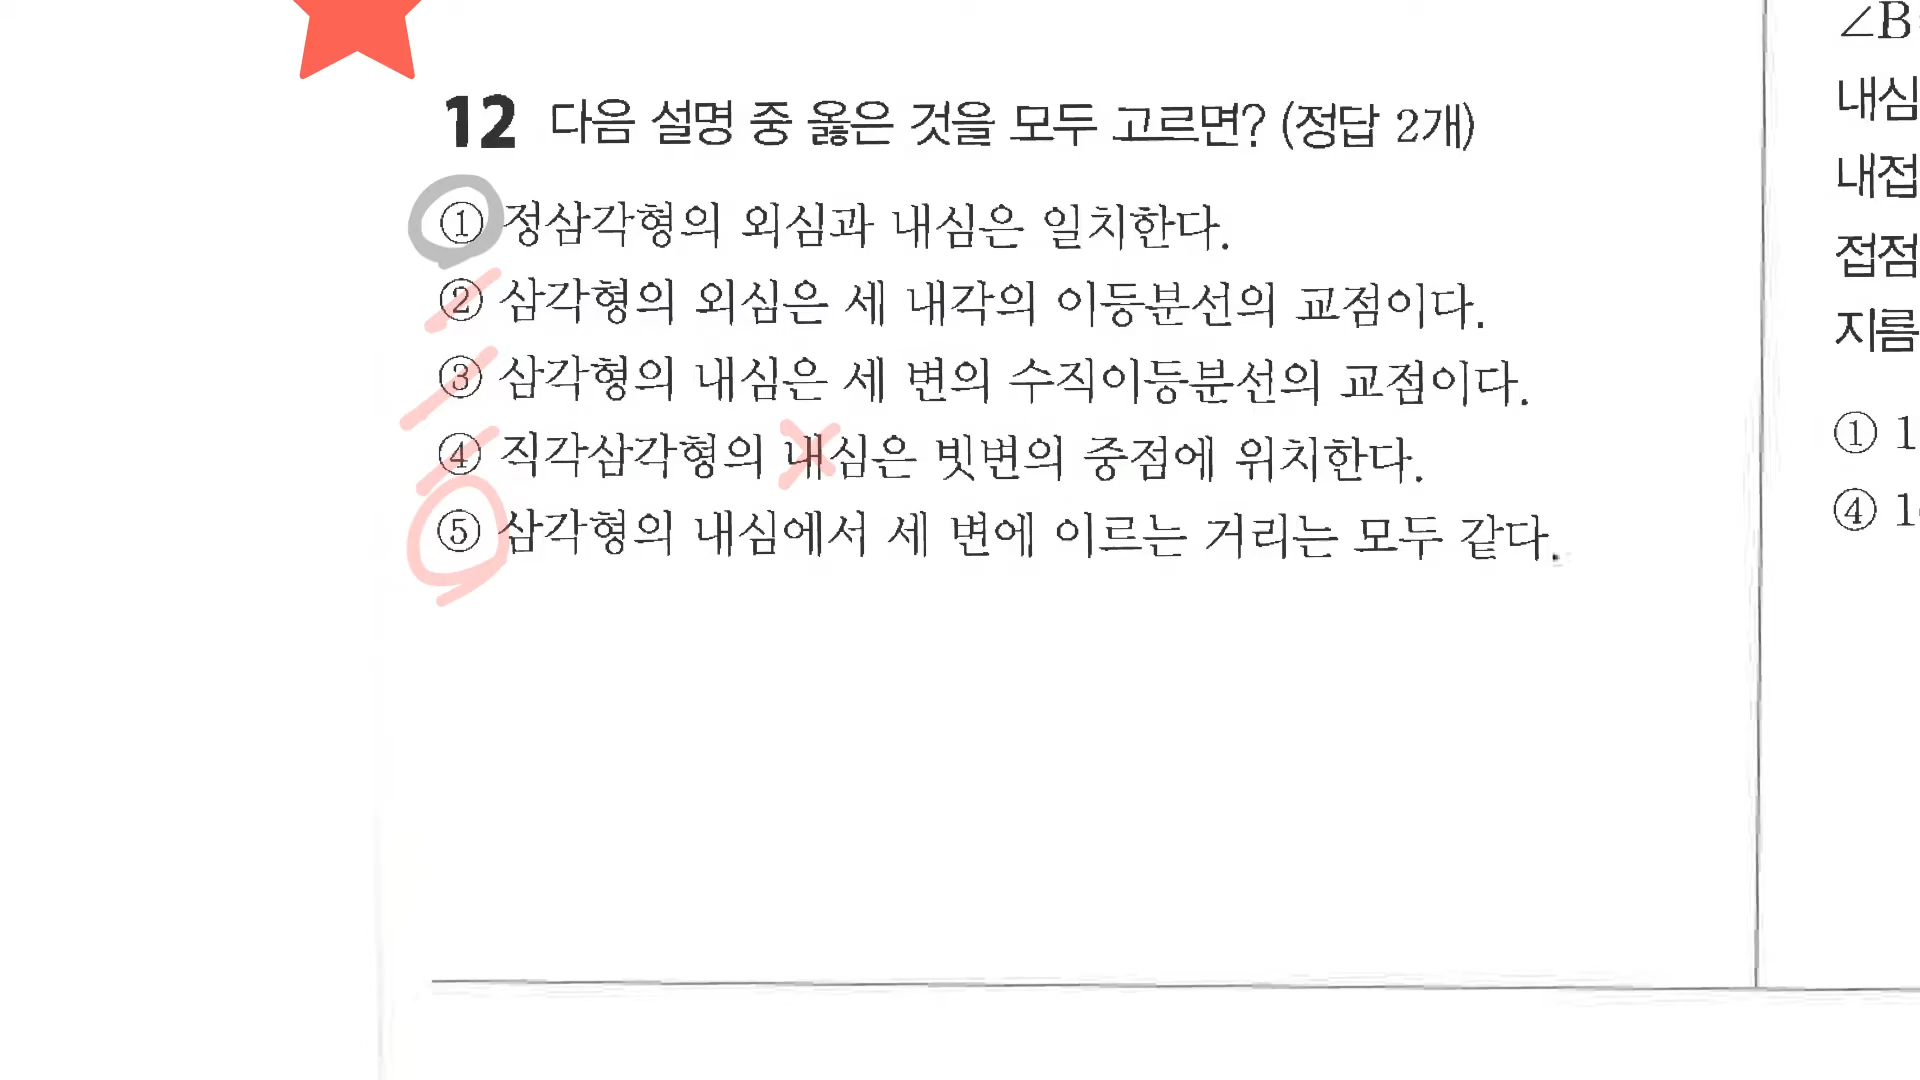 12 다음 설명 중 옳은 것을 모두 고르면? (정답 2개)
① 정삼각형의 외심과 내심은 일치한다.
② 삼각형의 외심은 세 내각의 이등분선의 교점이다.
③ 삼각형의 내심은 세 변의 수직이등분선의 교점이다.
④ 직각삼각형의 내심은 빗변의 중점에 위치한다.
⑤ 삼각형의 내심에서 세 변에 이르는 거리는 모두 같다.
∠B
내심
내접
접점
지름
① 1
④ 1